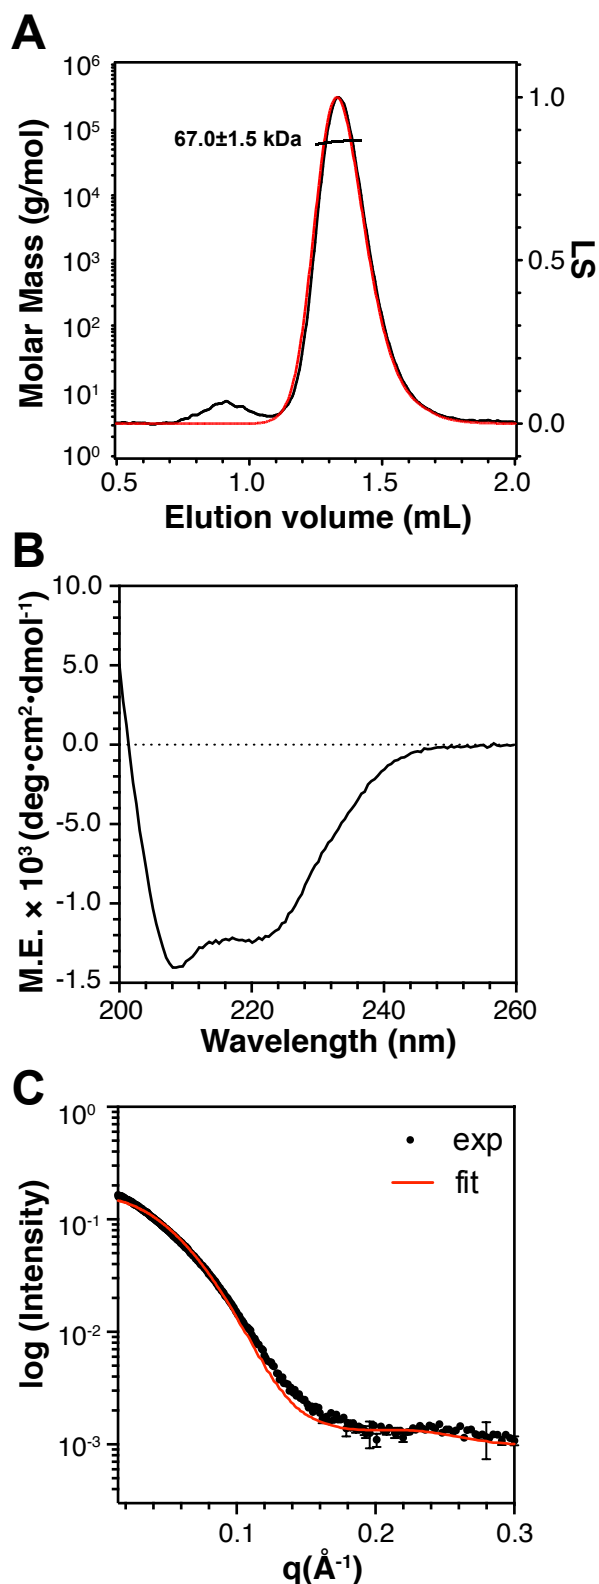 A
Molar Mass (g/mol)
10⁶
10⁵
10⁴
10³
10²
10¹
10⁰
67.0±1.5 kDa
1.0
0.5
0.0
LS
0.5 1.0 1.5 2.0
Elution volume (mL)
B
M.E. × 10³ (deg•cm²•dmol⁻¹)
10.0
5.0
0.0
-5.0
-1.0
-1.5
200 220 240 260
Wavelength (nm)
C
log (Intensity)
10⁰
10⁻¹
10⁻²
10⁻³
exp
fit
0.1 0.2 0.3
q(Å⁻¹)